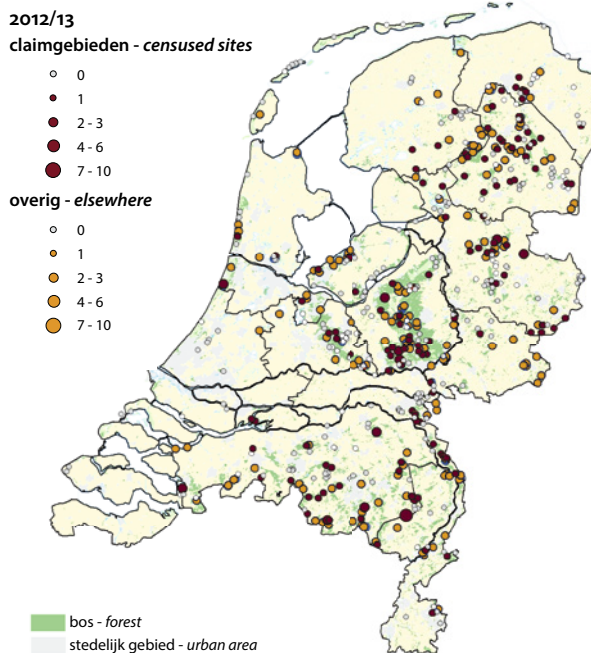 2012/13
claimgebieden - censused sites
0
1
2 - 3
4 - 6
7 - 10
overig - elsewhere
0
1
2 - 3
4 - 6
7 - 10
bos - forest
stedelijk gebied - urban area